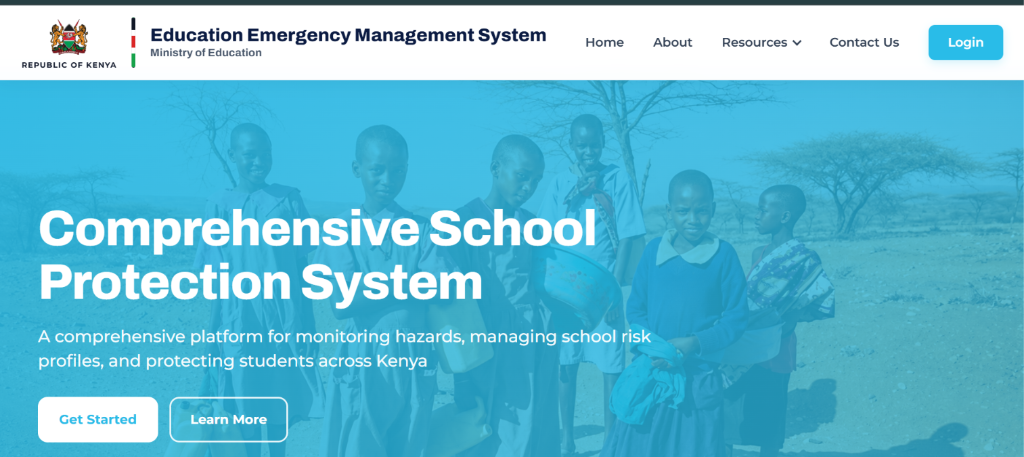 REPUBLIC OF KENYA
Education Emergency Management System
Ministry of Education
Home
About
Resources
Contact Us
Login
Comprehensive School
Protection System
A comprehensive platform for monitoring hazards, managing school risk
profiles, and protecting students across Kenya
Get Started
Learn More